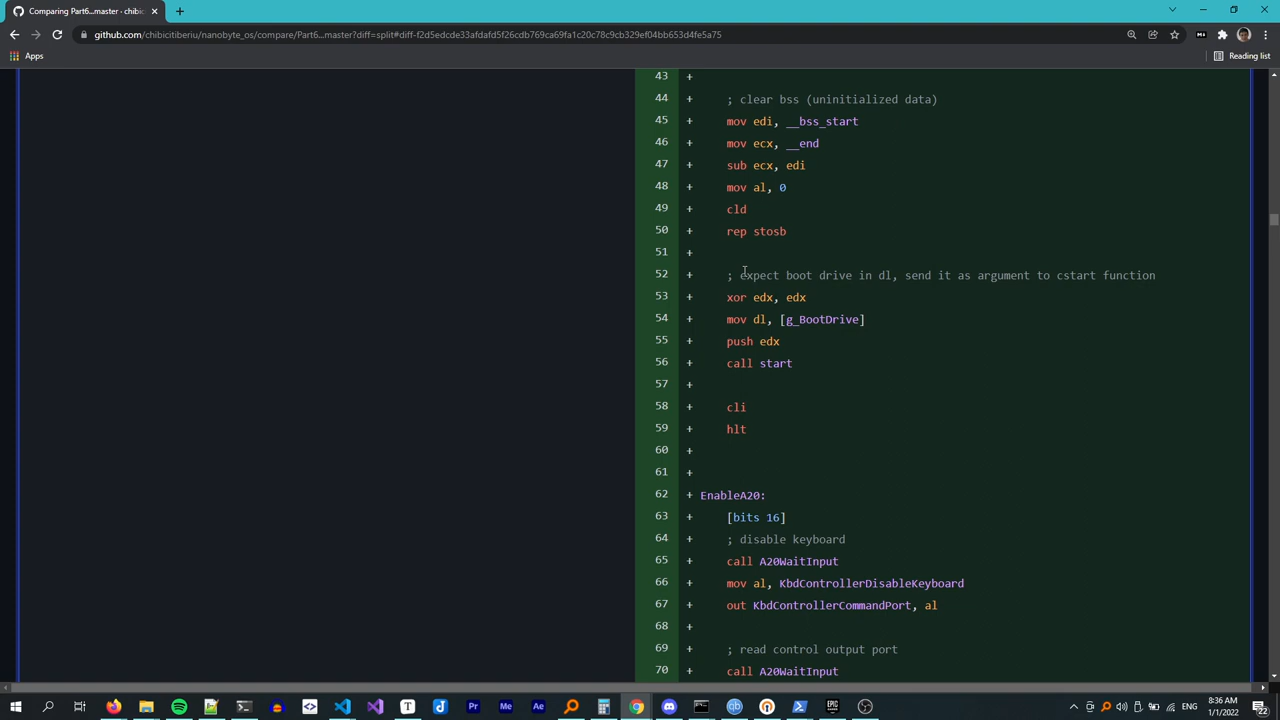 Comparing Part6...master · chibic
github.com/chibicitiberiu/nanobyte_os/compare/Part6...master?diff=split#diff-f2d5edcde33afdafd5f26cdb769ca69fa1c20c78c9cb329ef04bb653d4fe5a75
Apps
Reading list
43 +
44 + ; clear bss (uninitialized data)
45 + mov edi, __bss_start
46 + mov ecx, __end
47 + sub ecx, edi
48 + mov al, 0
49 + cld
50 + rep stosb
51 +
52 + ; expect boot drive in dl, send it as argument to cstart function
53 + xor edx, edx
54 + mov dl, [g_BootDrive]
55 + push edx
56 + call start
57 +
58 + cli
59 + hlt
60 +
61 +
62 + EnableA20:
63 + [bits 16]
64 + ; disable keyboard
65 + call A20WaitInput
66 + mov al, KbdControllerDisableKeyboard
67 + out KbdControllerCommandPort, al
68 +
69 + ; read control output port
70 + call A20WaitInput
8:36 AM
1/1/2022
22